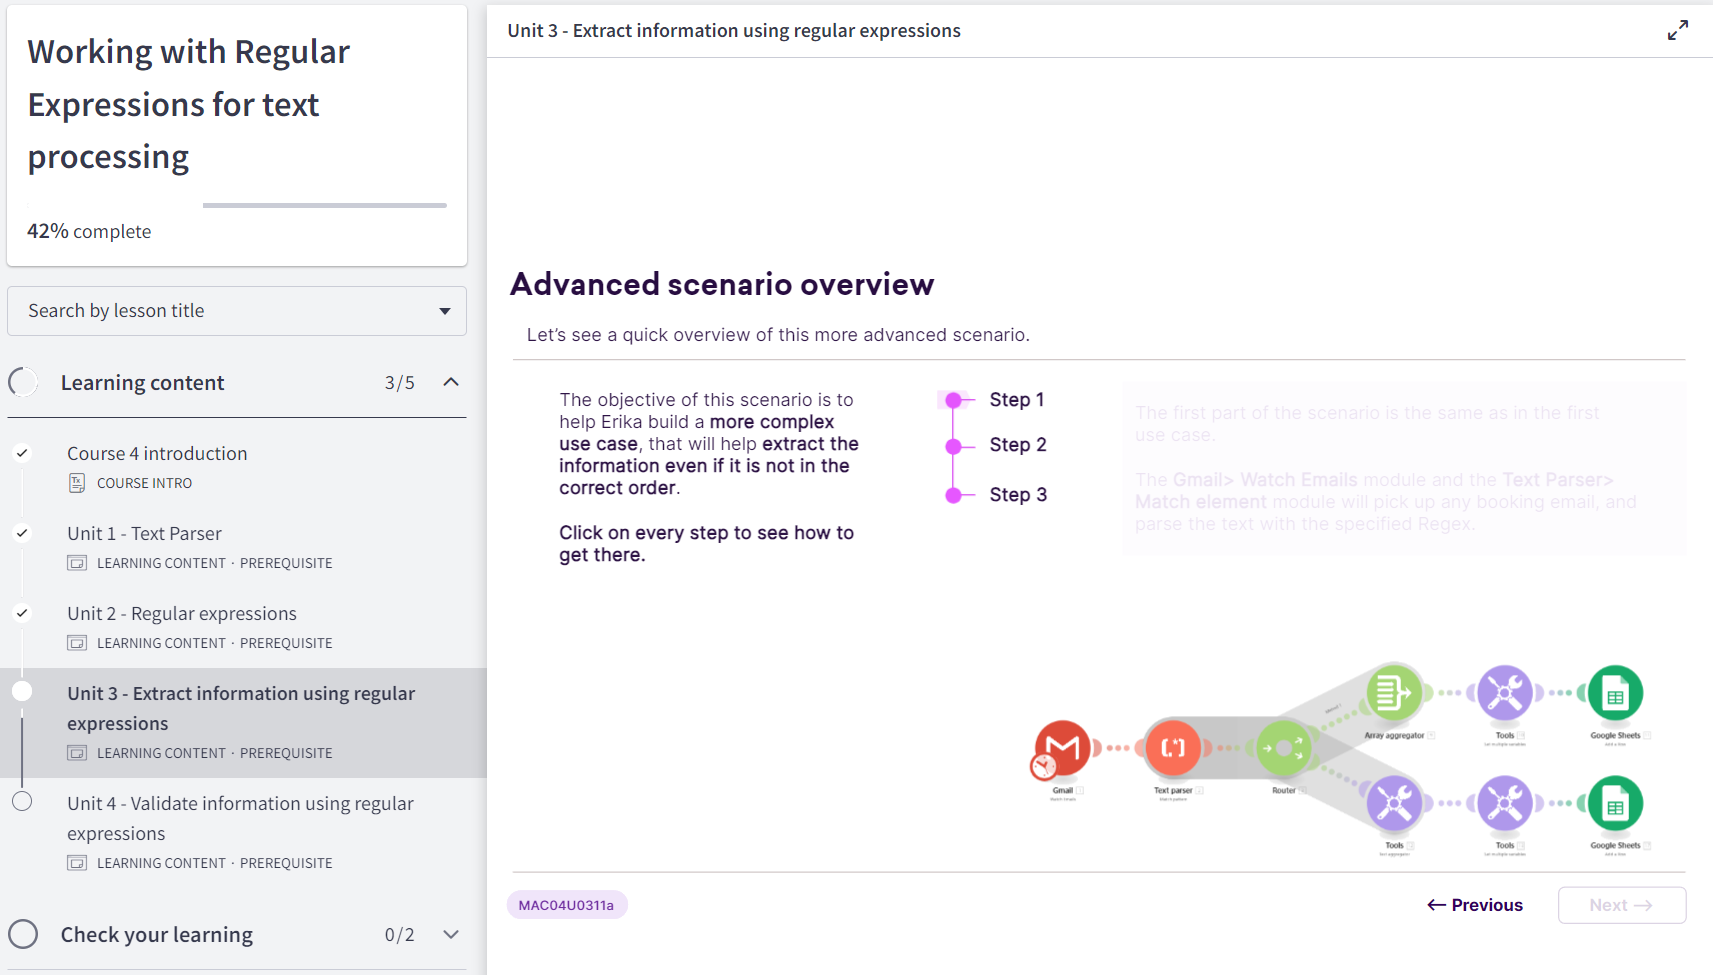 Working with Regular
Expressions for text
processing
42% complete
Search by lesson title
Learning content 3/5
Course 4 introduction
COURSE INTRO
Unit 1 - Text Parser
LEARNING CONTENT · PREREQUISITE
Unit 2 - Regular expressions
LEARNING CONTENT · PREREQUISITE
Unit 3 - Extract information using regular
expressions
LEARNING CONTENT · PREREQUISITE
Unit 4 - Validate information using regular
expressions
LEARNING CONTENT · PREREQUISITE
Check your learning 0/2
Unit 3 - Extract information using regular expressions
Advanced scenario overview
Let's see a quick overview of this more advanced scenario.
The objective of this scenario is to
help Erika build a more complex
use case, that will help extract the
information even if it is not in the
correct order.
Click on every step to see how to
get there.
Step 1
Step 2
Step 3
The first part of the scenario is the same as in the first
use case.
The Gmail> Watch Emails module and the Text Parser>
Match element module will pick up any booking email, and
parse the text with the specified Regex.
Gmail
Text parser
Router
Array aggregator
Tools
Google Sheets
Tools
Tools
Google Sheets
MAC04U0311a
← Previous
Next →